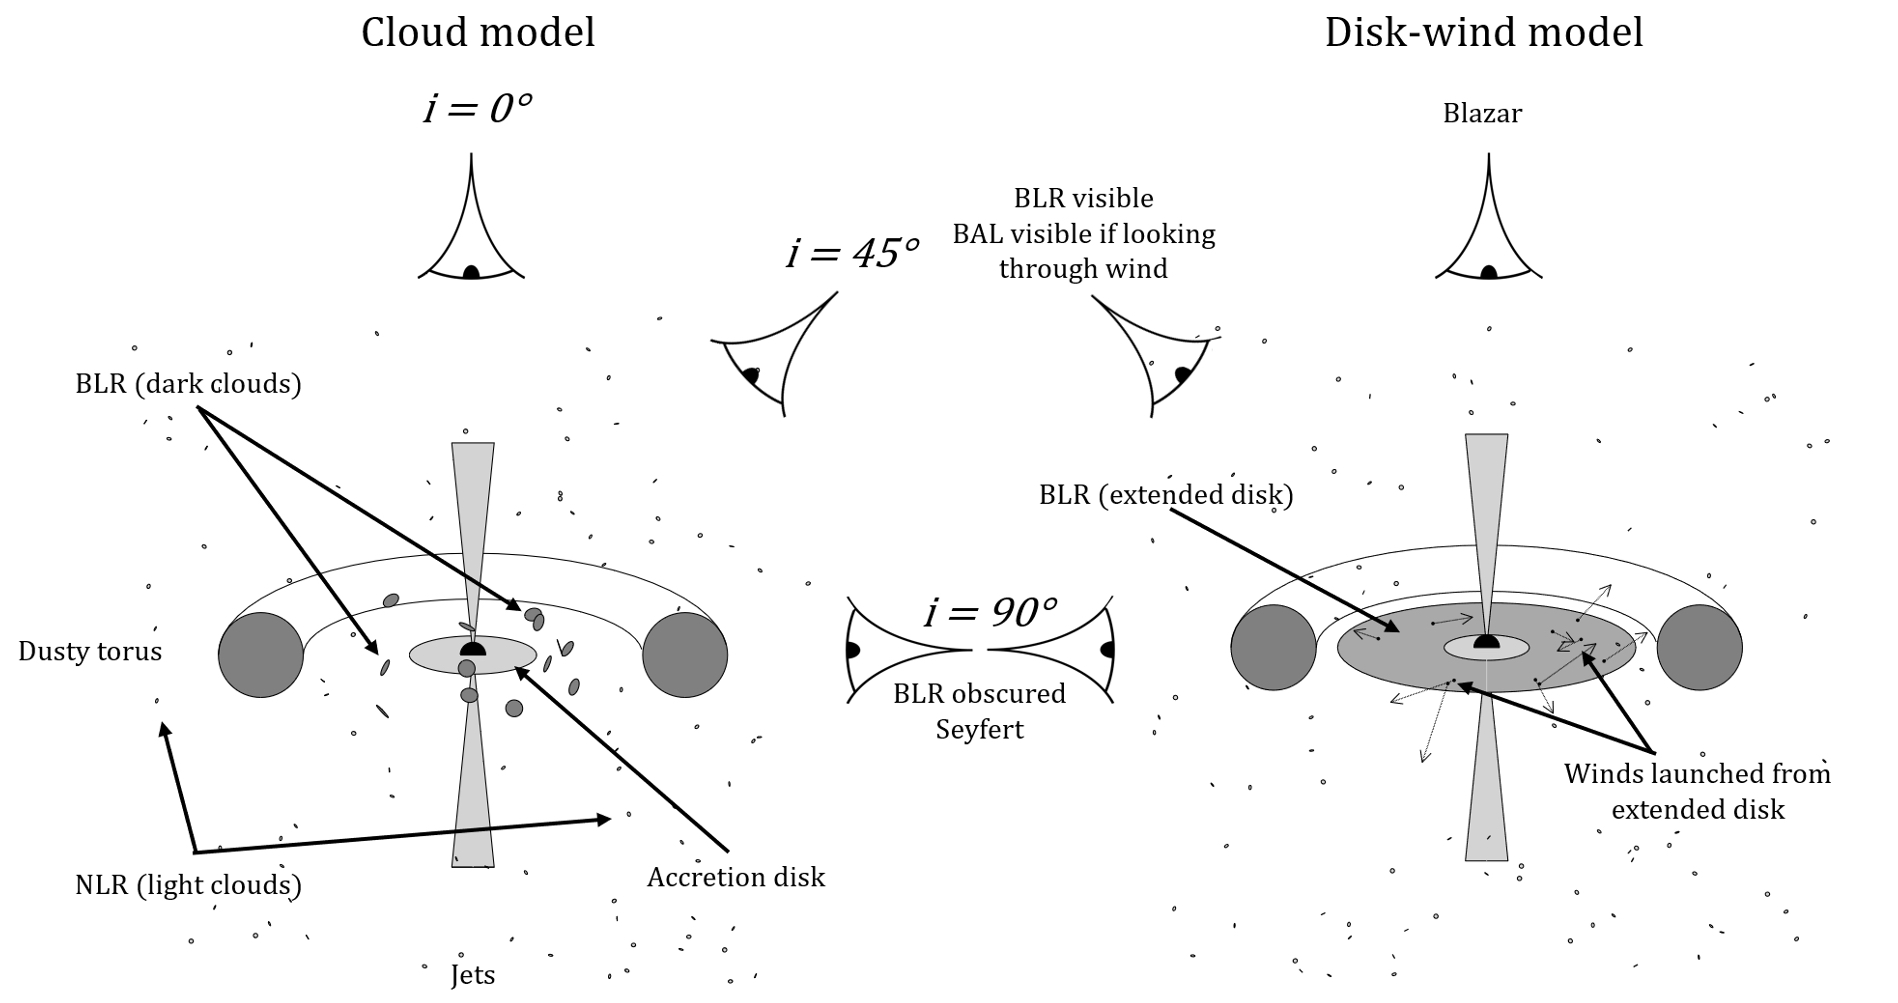 Cloud model
Disk-wind model
i = 0°
Blazar
i = 45°
BLR visible
BAL visible if looking
through wind
BLR (dark clouds)
BLR (extended disk)
i = 90°
Dusty torus
BLR obscured
Seyfert
Winds launched from
extended disk
NLR (light clouds)
Accretion disk
Jets